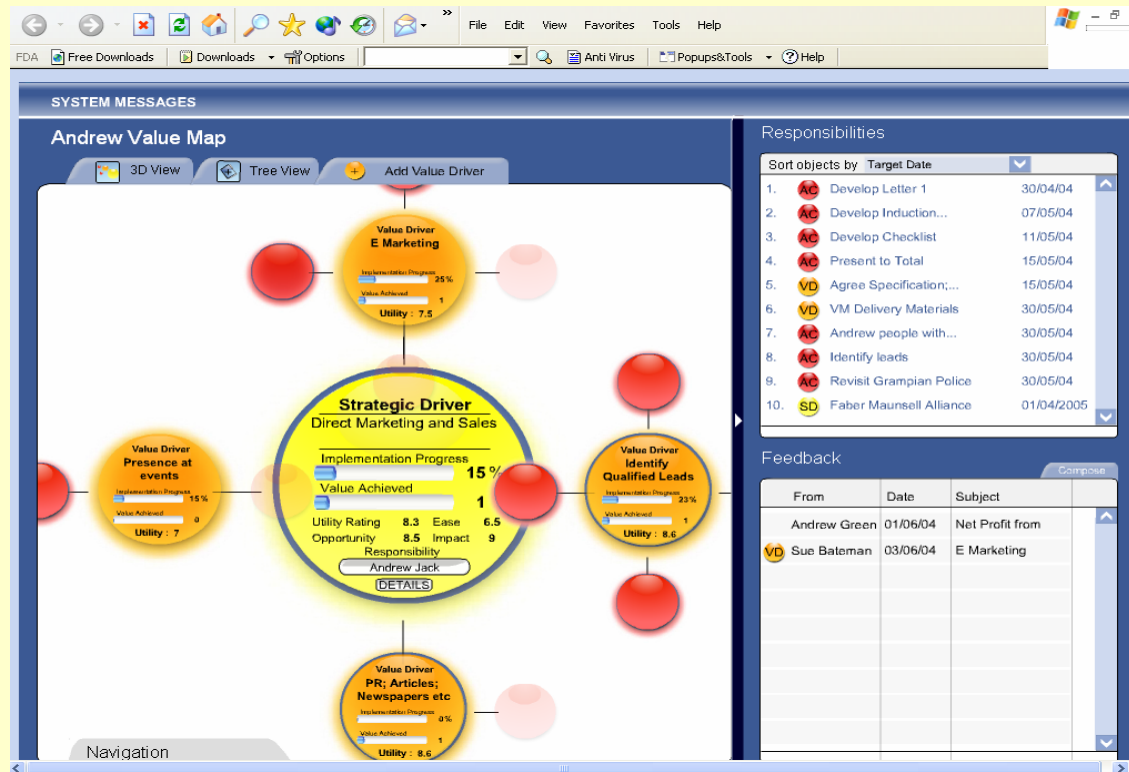 »
File Edit View Favorites Tools Help
FDA Free Downloads Downloads Options Anti Virus Popups&Tools Help
SYSTEM MESSAGES
Andrew Value Map
3D View Tree View Add Value Driver
Value Driver
E Marketing
Implementation Progress
25%
Value Achieved
1
Utility : 7.5
Strategic Driver
Direct Marketing and Sales
Implementation Progress
15 %
Value Achieved
1
Utility Rating 8.3 Ease 6.5
Opportunity 8.5 Impact 9
Responsibility
Andrew Jack
DETAILS
Value Driver
Presence at
events
Implementation Progress
15%
Value Achieved
0
Utility : 7
Value Driver
Identify
Qualified Leads
Implementation Progress
23%
Value Achieved
1
Utility : 8.6
Value Driver
PR; Articles;
Newspapers etc
Implementation Progress
0%
Value Achieved
1
Utility : 8.6
Navigation
Responsibilities
Sort objects by Target Date
1. AC Develop Letter 1 30/04/04
2. AC Develop Induction... 07/05/04
3. AC Develop Checklist 11/05/04
4. AC Present to Total 15/05/04
5. VD Agree Specification;... 15/05/04
6. VD VM Delivery Materials 30/05/04
7. AC Andrew people with... 30/05/04
8. AC Identify leads 30/05/04
9. AC Revisit Grampian Police 30/05/04
10. SD Faber Maunsell Alliance 01/04/2005
Feedback
Compose
From Date Subject
Andrew Green 01/06/04 Net Profit from
VD Sue Bateman 03/06/04 E Marketing